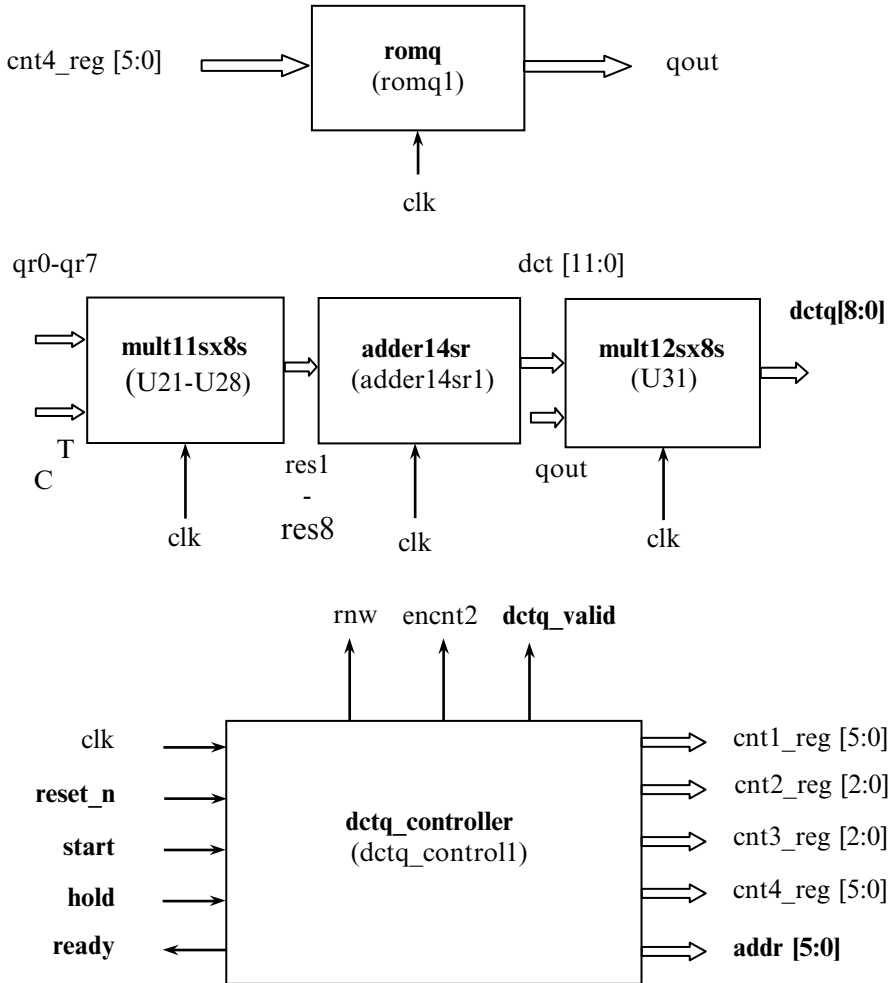 cnt4_reg [5:0]
romq
(romq1)
qout
clk
qr0-qr7
dct [11:0]
dctq[8:0]
mult11sx8s
(U21-U28)
adder14sr
(adder14sr1)
mult12sx8s
(U31)
T
C
res1
-
res8
qout
clk
clk
clk
rnw
encnt2
dctq_valid
clk
reset_n
start
hold
ready
dctq_controller
(dctq_control1)
cnt1_reg [5:0]
cnt2_reg [2:0]
cnt3_reg [2:0]
cnt4_reg [5:0]
addr [5:0]